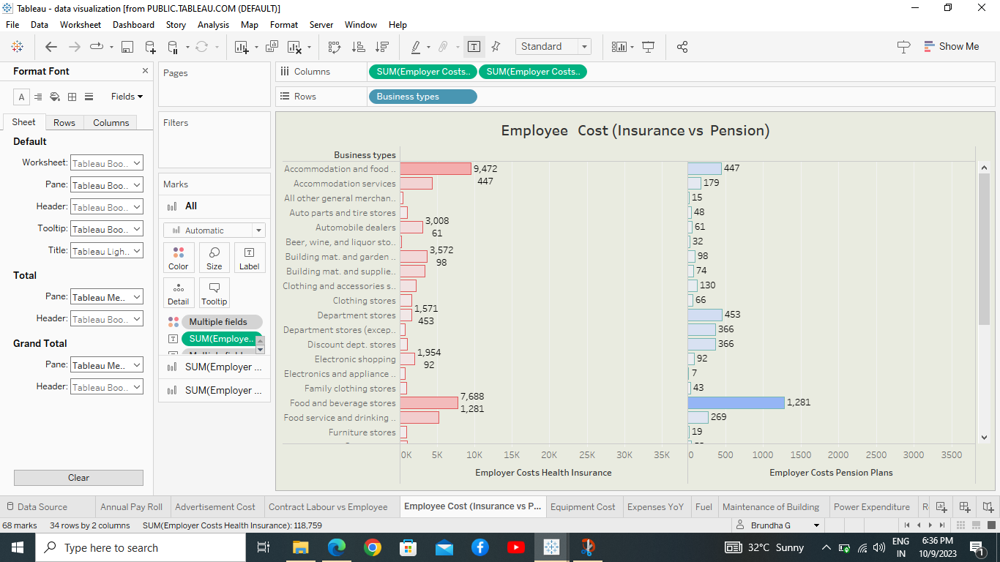 Tableau - data visualization [from PUBLIC.TABLEAU.COM (DEFAULT)]
File Data Worksheet Dashboard Story Analysis Map Format Server Window Help
Standard
Show Me
Format Font
Fields
Sheet Rows Columns
Default
Worksheet: Tableau Boo..
Pane: Tableau Boo..
Header: Tableau Boo..
Tooltip: Tableau Boo..
Title: Tableau Ligh..
Total
Pane: Tableau Me..
Header: Tableau Boo..
Grand Total
Pane: Tableau Me..
Header: Tableau Boo..
Clear
Pages
Filters
Marks
All
Automatic
Color Size Label
Detail Tooltip
Multiple fields
SUM(Employe..
SUM(Employer ...
SUM(Employer ...
Columns SUM(Employer Costs.. SUM(Employer Costs..
Rows Business types
Employee Cost (Insurance vs Pension)
Business types
Accommodation and food .. 9,472 447 447
Accommodation services 179
All other general merchan.. 15
Auto parts and tire stores 48
Automobile dealers 3,008 61 61
Beer, wine, and liquor sto.. 32
Building mat. and garden .. 3,572 98 98
Building mat. and supplie.. 74
Clothing and accessories s.. 130
Clothing stores 66
Department stores 1,571 453 453
Department stores (excep.. 366
Discount dept. stores 366
Electronic shopping 1,954 92 92
Electronics and appliance .. 7
Family clothing stores 43
Food and beverage stores 7,688 1,281 1,281
Food service and drinking .. 269
Furniture stores 19
0K 5K 10K 15K 20K 25K 30K 35K 0 500 1000 1500 2000 2500 3000 3500
Employer Costs Health Insurance Employer Costs Pension Plans
Data Source Annual Pay Roll Advertisement Cost Contract Labour vs Employee Employee Cost (Insurance vs P... Equipment Cost Expenses YoY Fuel Maintenance of Building Power Expenditure
68 marks 34 rows by 2 columns SUM(Employer Costs Health Insurance): 118,759 Brundha G
Type here to search
32°C Sunny
ENG
IN
6:36 PM
10/9/2023
1